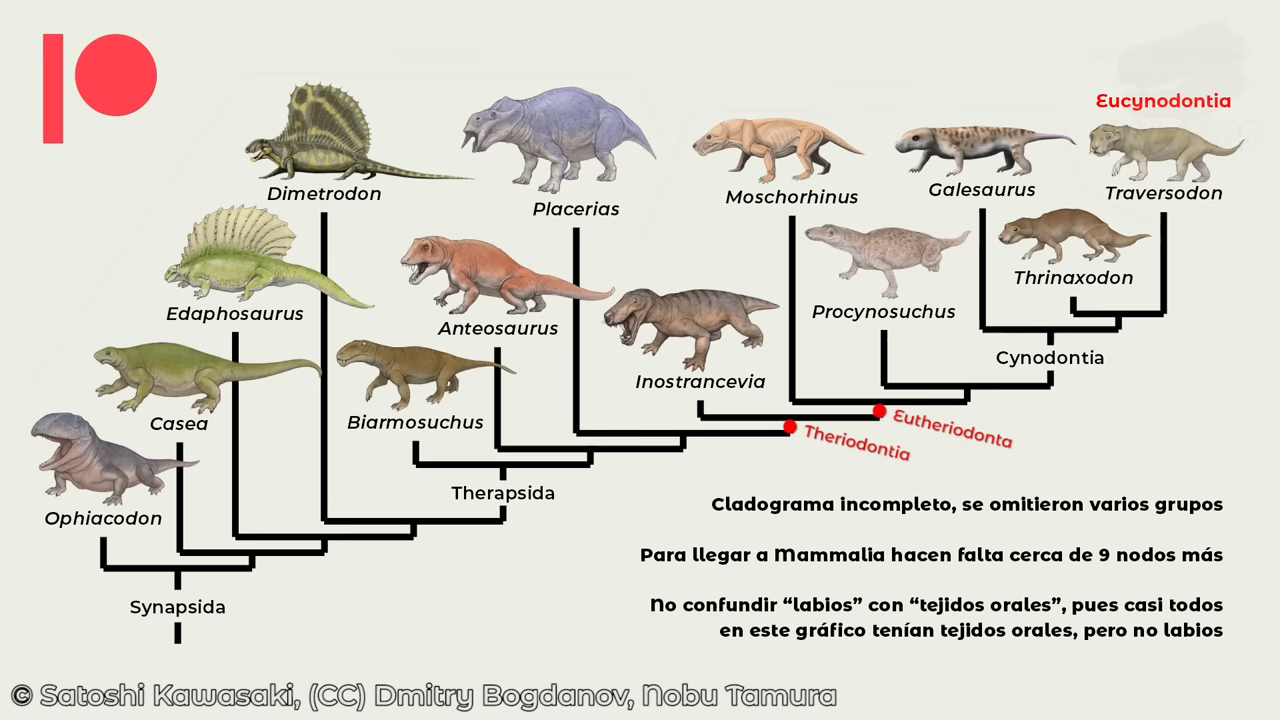 Eucynodontia
Dimetrodon
Placerias
Moschorhinus
Galesaurus
Traversodon
Edaphosaurus
Anteosaurus
Procynosuchus
Thrinaxodon
Casea
Biarmosuchus
Inostrancevia
Cynodontia
Ophiacodon
Therapsida
Theriodontia
Eutheriodonta
Synapsida
Cladograma incompleto, se omitieron varios grupos
Para llegar a Mammalia hacen falta cerca de 9 nodos más
No confundir “labios” con “tejidos orales”, pues casi todos
en este gráfico tenían tejidos orales, pero no labios
© Satoshi Kawasaki, (CC) Dmitry Bogdanov, Nobu Tamura